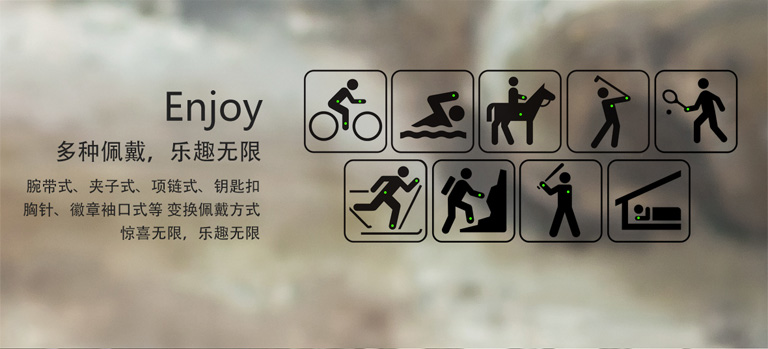 Enjoy
多种佩戴，乐趣无限
腕带式、夹子式、项链式、钥匙扣
胸针、徽章袖口式等 变换佩戴方式
惊喜无限，乐趣无限